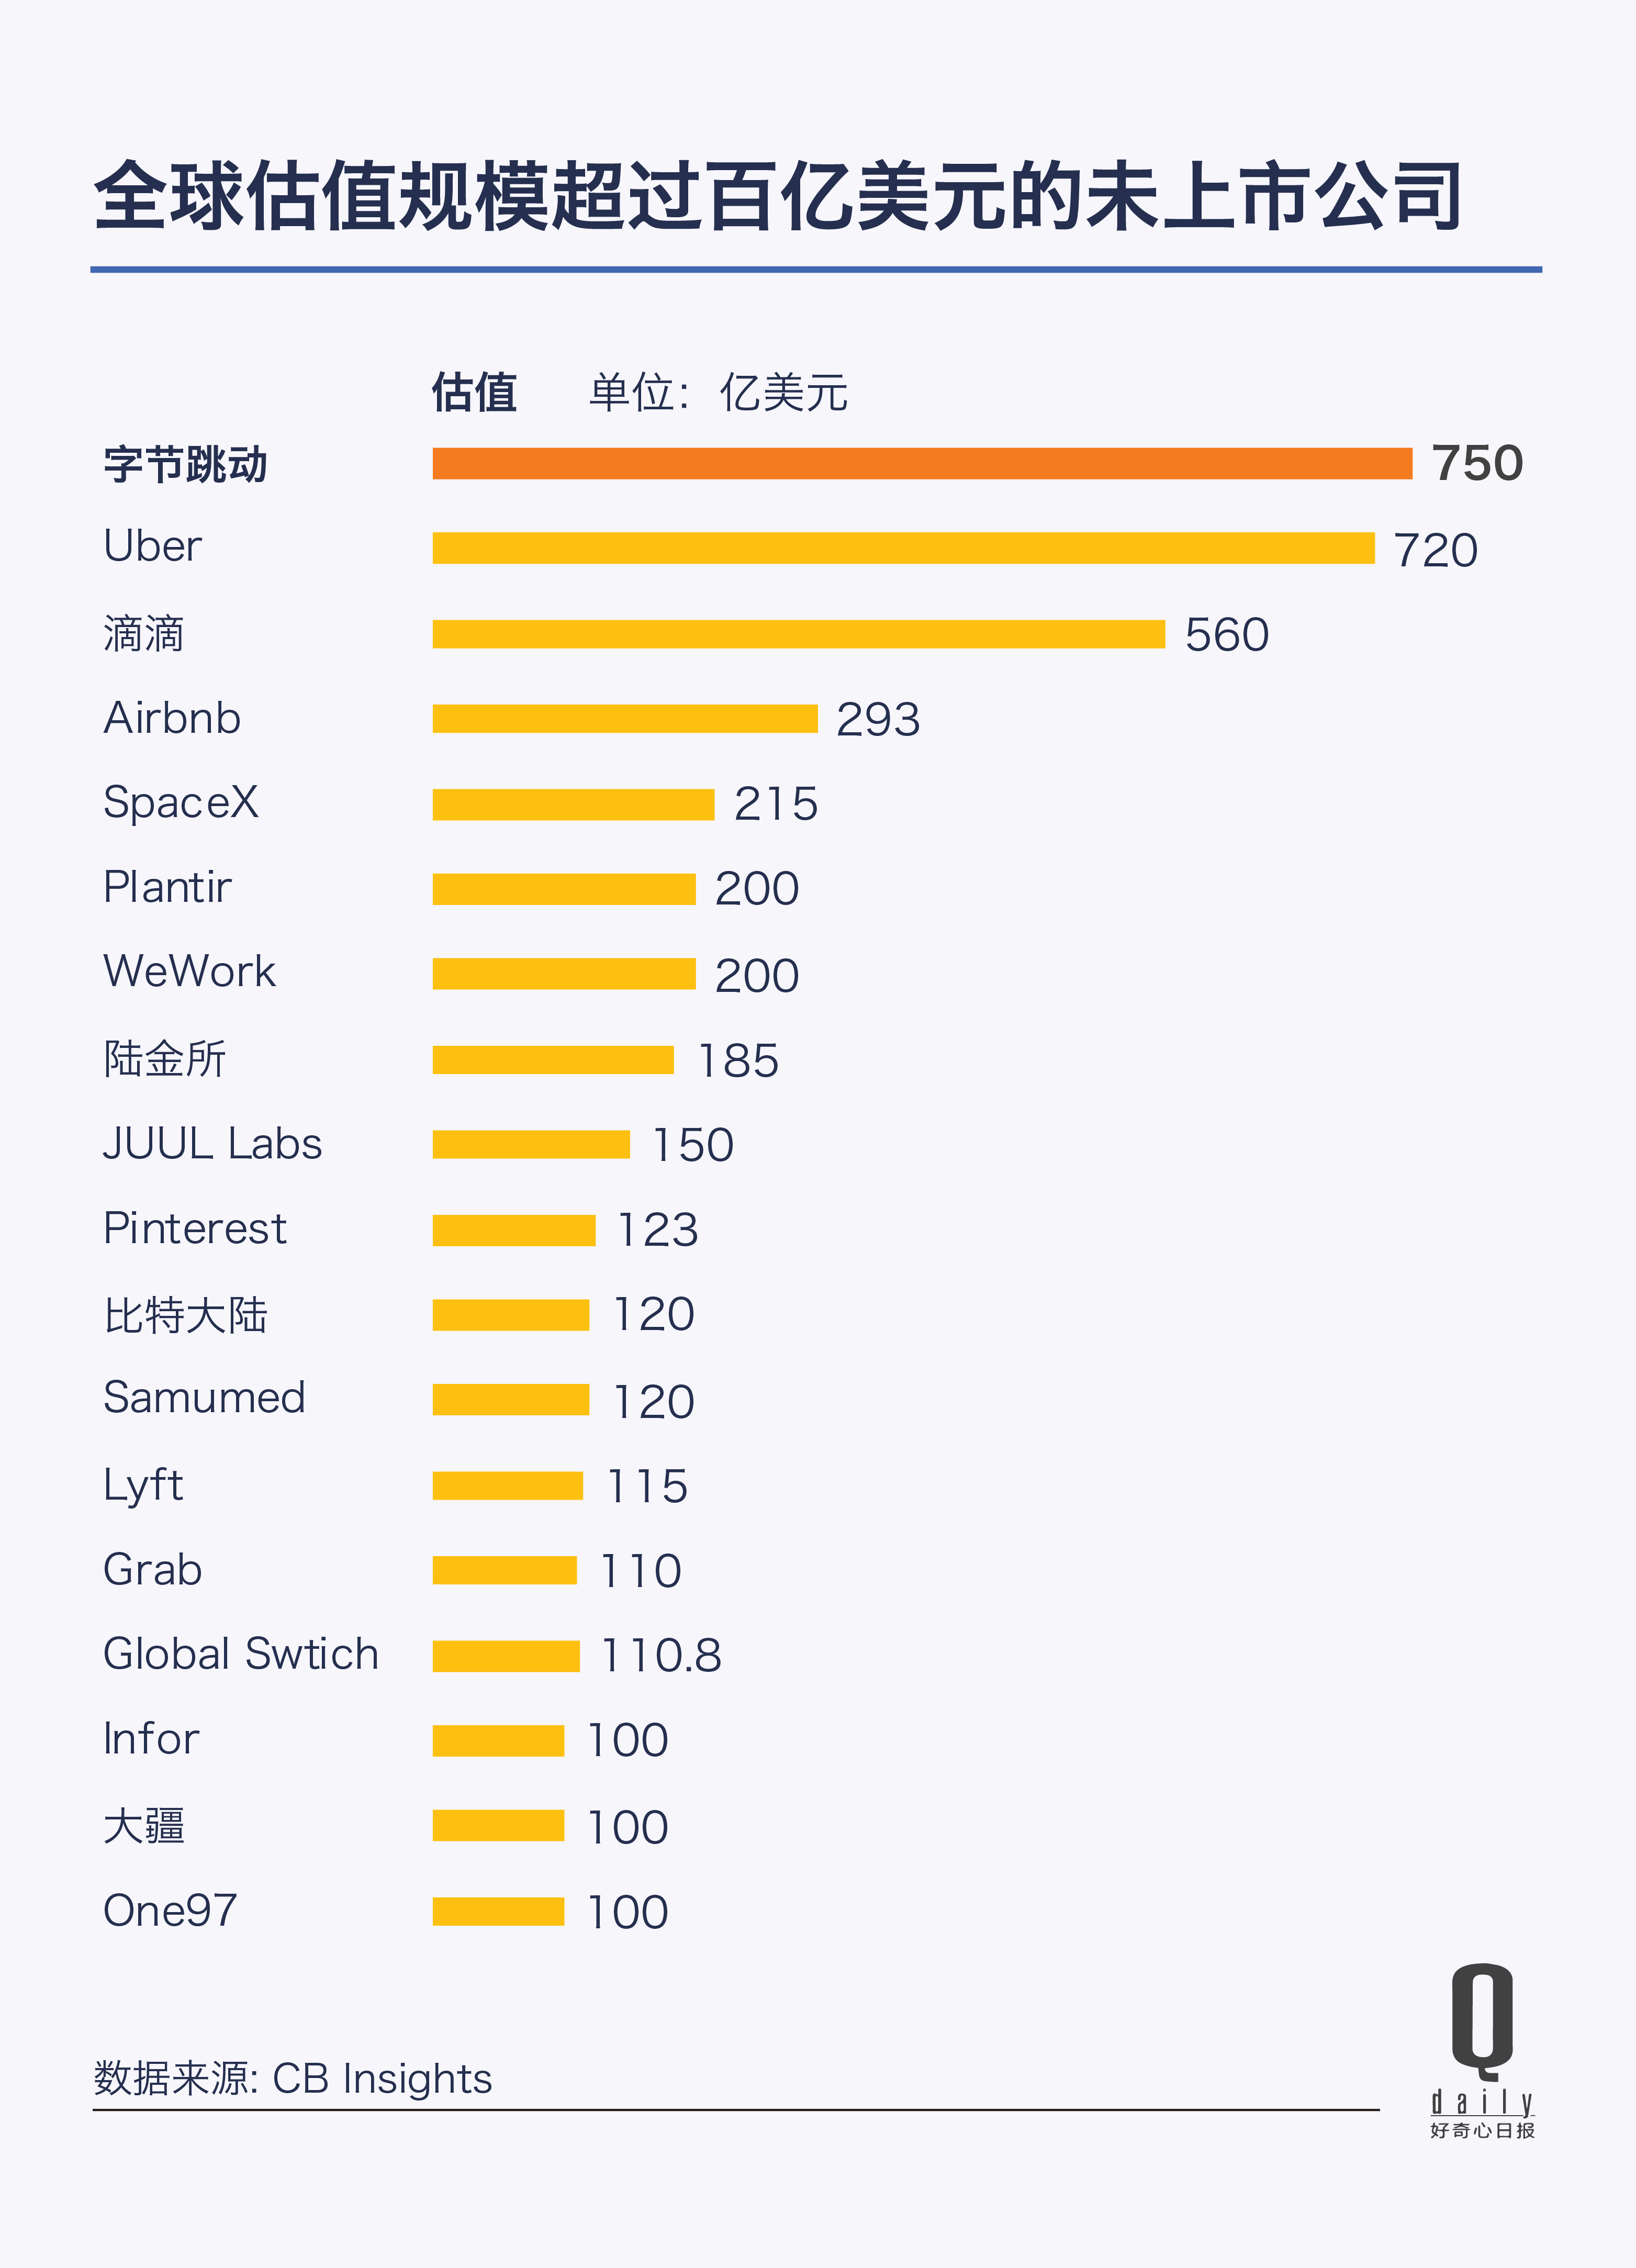 全球估值规模超过百亿美元的未上市公司
估值 单位：亿美元
字节跳动 750
Uber 720
滴滴 560
Airbnb 293
SpaceX 215
Plantir 200
WeWork 200
陆金所 185
JUUL Labs 150
Pinterest 123
比特大陆 120
Samumed 120
Lyft 115
Grab 110
Global Swtich 110.8
Infor 100
大疆 100
One97 100
数据来源: CB Insights
Q
daily
好奇心日报